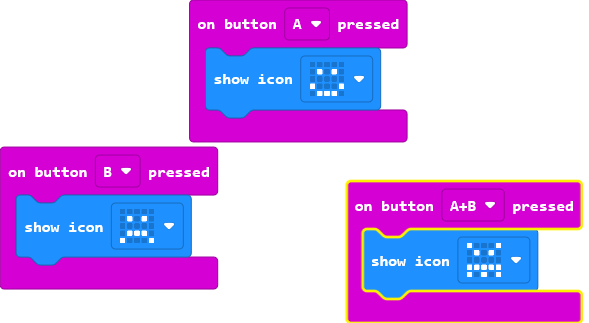 on button A pressed
show icon
on button B pressed
show icon
on button A+B pressed
show icon